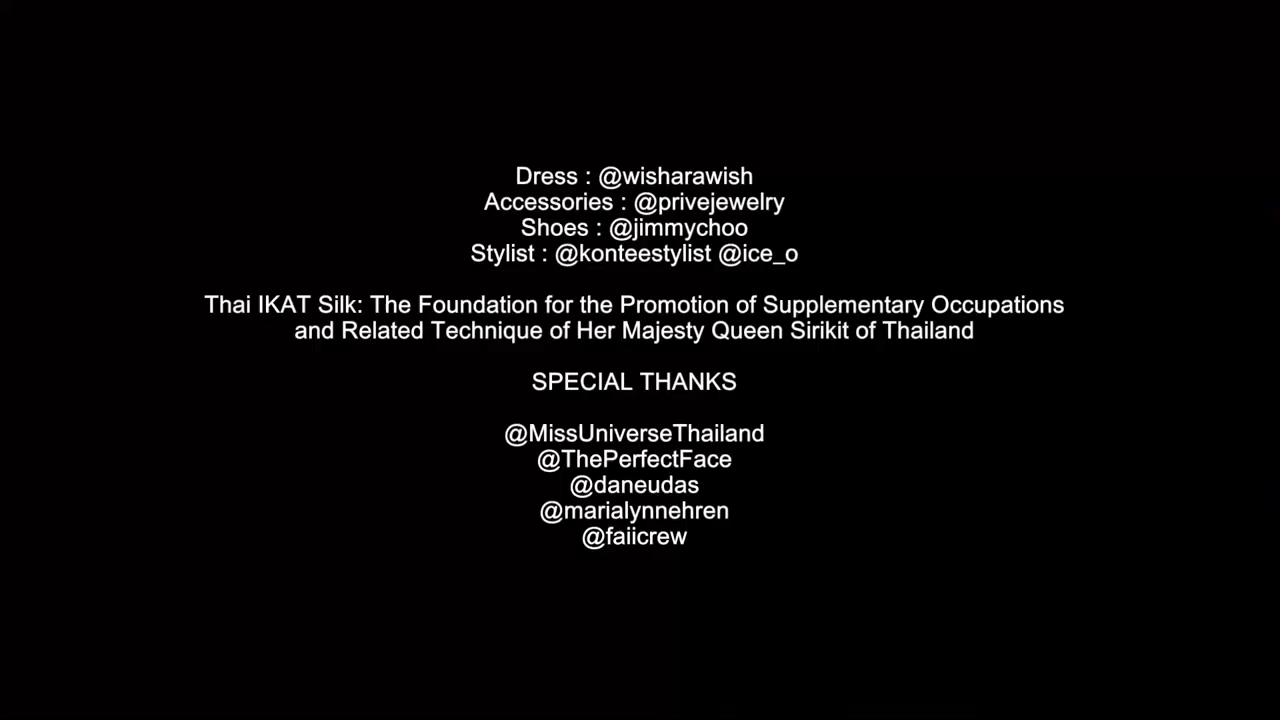 Dress : @wisharawish
Accessories : @privejewelry
Shoes : @jimmychoo
Stylist : @konteestylist @ice_o
Thai IKAT Silk: The Foundation for the Promotion of Supplementary Occupations
and Related Technique of Her Majesty Queen Sirikit of Thailand
SPECIAL THANKS
@MissUniverseThailand
@ThePerfectFace
@daneudas
@marialynnehren
@faiicrew